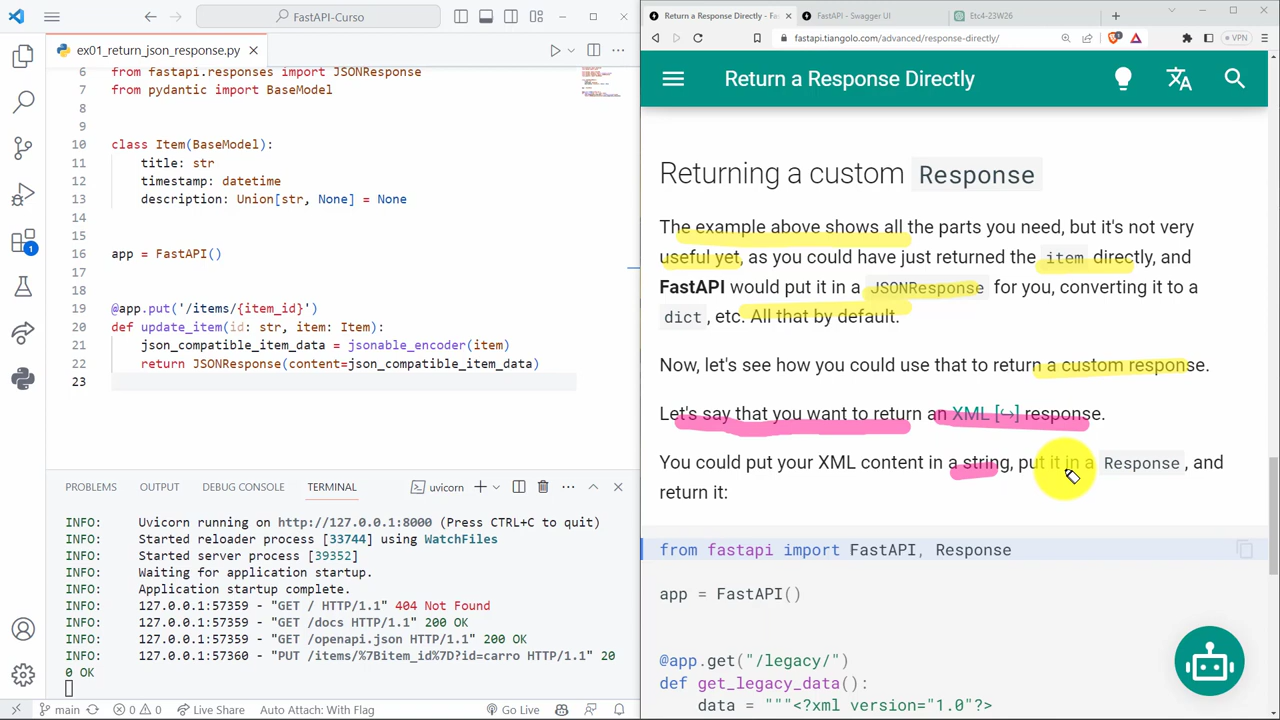 FastAPI-Curso
ex01_return_json_response.py
6 from fastapi.responses import JSONResponse
7 from pydantic import BaseModel
8
9
10 class Item(BaseModel):
11 title: str
12 timestamp: datetime
13 description: Union[str, None] = None
14
15
16 app = FastAPI()
17
18
19 @app.put('/items/{item_id}')
20 def update_item(id: str, item: Item):
21 json_compatible_item_data = jsonable_encoder(item)
22 return JSONResponse(content=json_compatible_item_data)
23
1
PROBLEMS OUTPUT DEBUG CONSOLE TERMINAL uvicorn
INFO: Uvicorn running on http://127.0.0.1:8000 (Press CTRL+C to quit)
INFO: Started reloader process [33744] using WatchFiles
INFO: Started server process [39352]
INFO: Waiting for application startup.
INFO: Application startup complete.
INFO: 127.0.0.1:57359 - "GET / HTTP/1.1" 404 Not Found
INFO: 127.0.0.1:57359 - "GET /docs HTTP/1.1" 200 OK
INFO: 127.0.0.1:57359 - "GET /openapi.json HTTP/1.1" 200 OK
INFO: 127.0.0.1:57360 - "PUT /items/%7Bitem_id%7D?id=carro HTTP/1.1" 20
0 OK
main 0 0 Live Share Auto Attach: With Flag Go Live
Return a Response Directly - Fa
FastAPI - Swagger UI
Etc4-23W26
fastapi.tiangolo.com/advanced/response-directly/
VPN
Return a Response Directly
Returning a custom Response
The example above shows all the parts you need, but it's not very
useful yet, as you could have just returned the item directly, and
FastAPI would put it in a JSONResponse for you, converting it to a
dict, etc. All that by default.
Now, let's see how you could use that to return a custom response.
Let's say that you want to return an XML [↪] response.
You could put your XML content in a string, put it in a Response, and
return it:
from fastapi import FastAPI, Response
app = FastAPI()
@app.get("/legacy/")
def get_legacy_data():
data = """<?xml version="1.0"?>